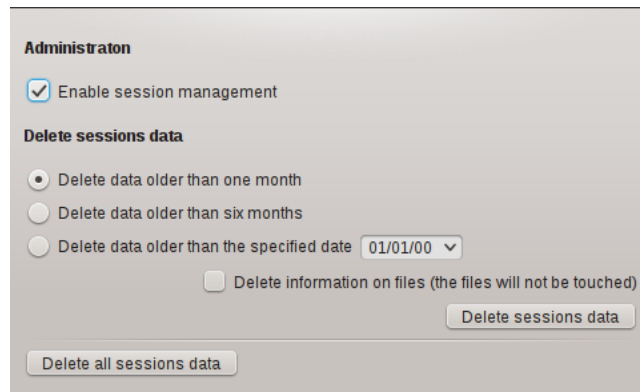 Administraton
Enable session management
Delete sessions data
Delete data older than one month
Delete data older than six months
Delete data older than the specified date 01/01/00
Delete information on files (the files will not be touched)
Delete sessions data
Delete all sessions data